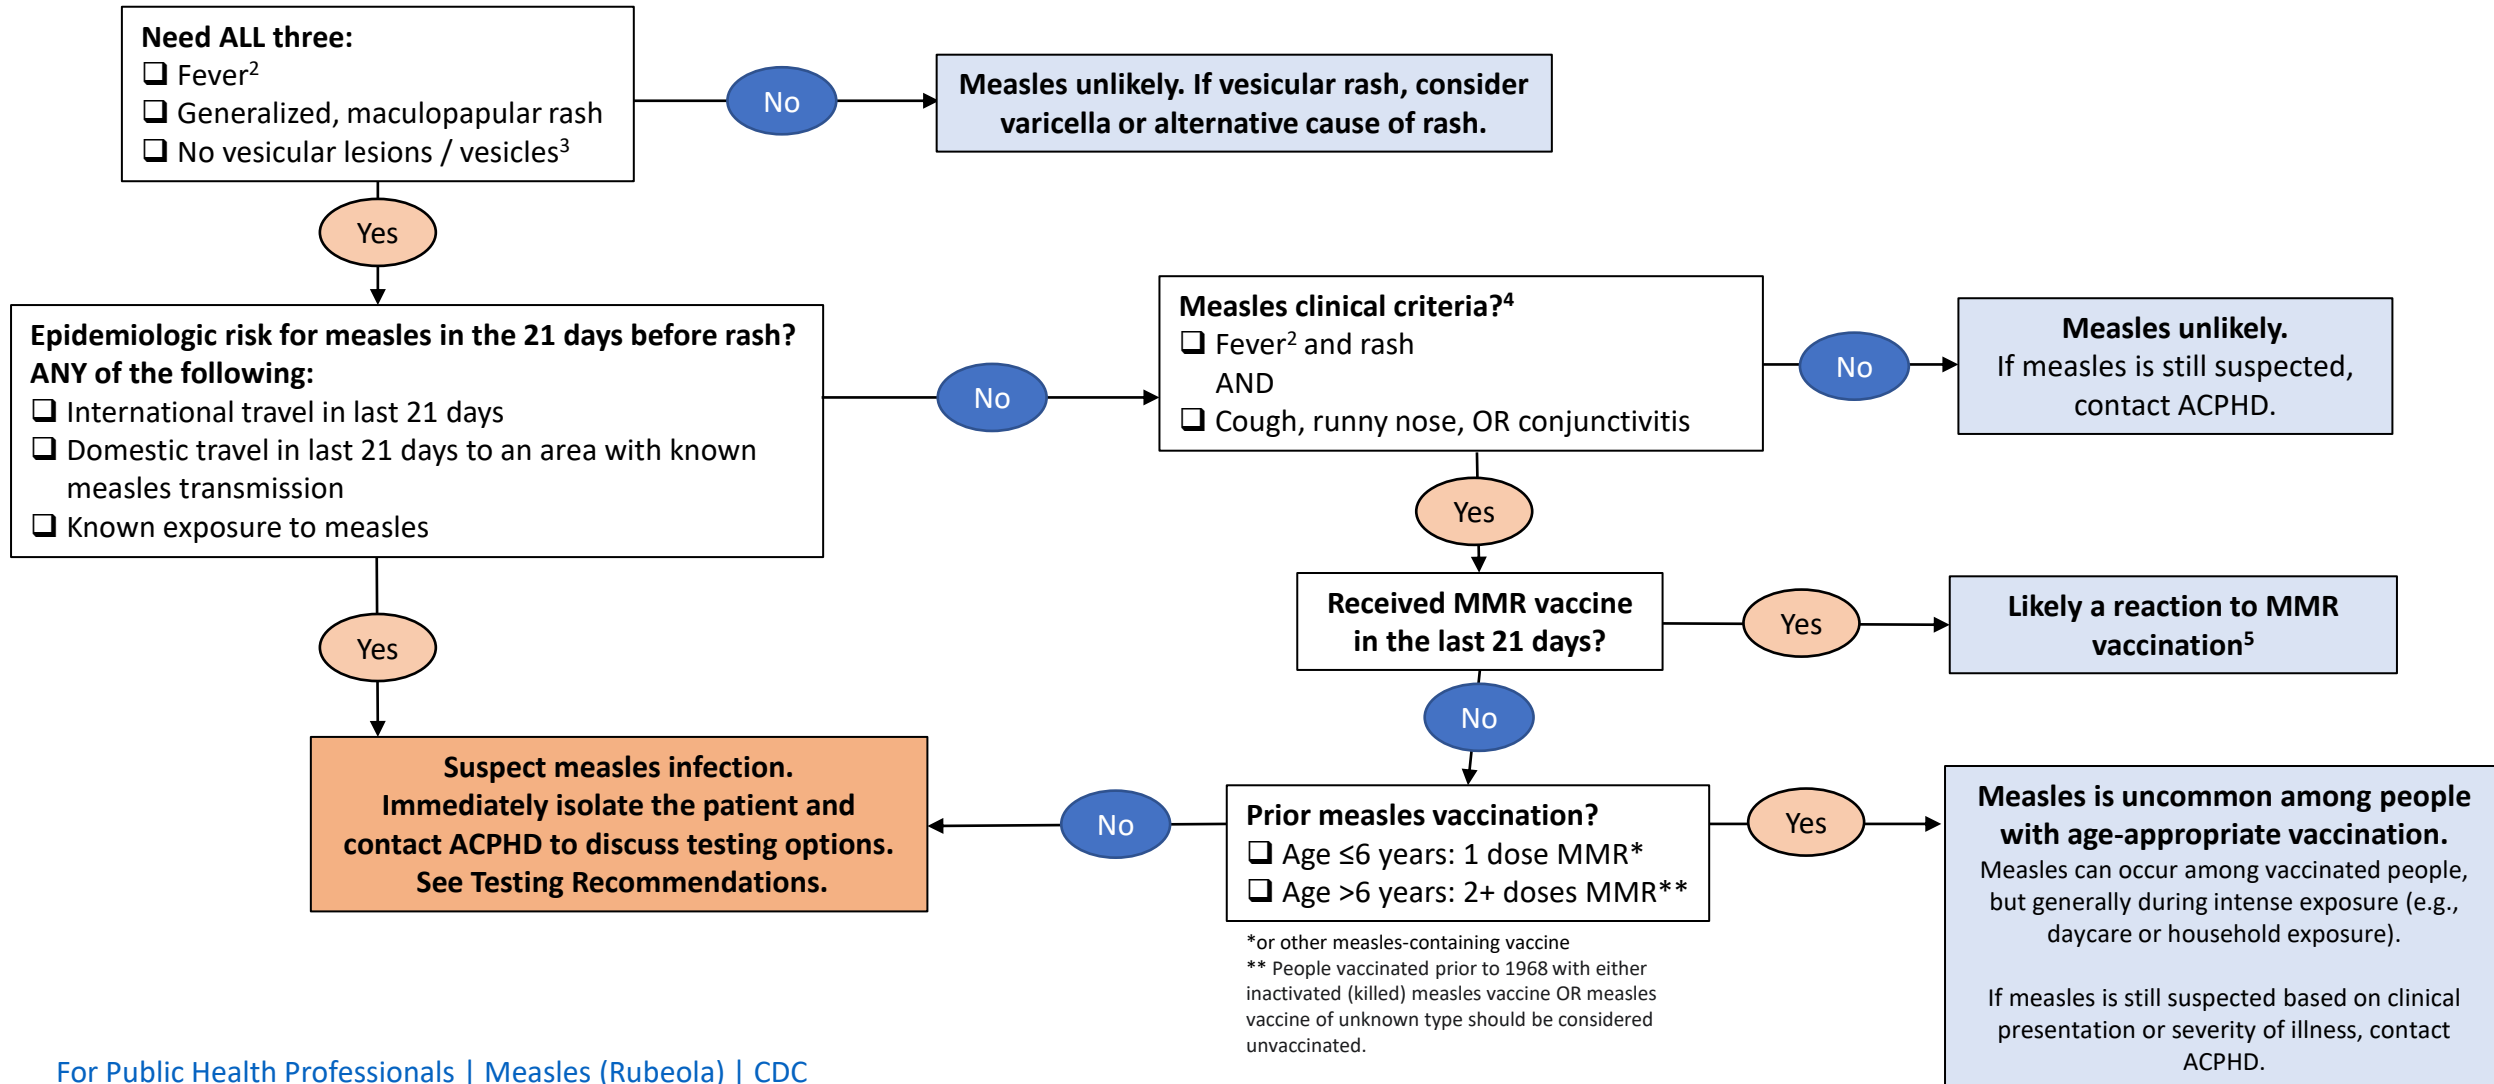 Need ALL three:
❑ Fever²
❑ Generalized, maculopapular rash
❑ No vesicular lesions / vesicles³
No
Measles unlikely. If vesicular rash, consider
varicella or alternative cause of rash.
Yes
Epidemiologic risk for measles in the 21 days before rash?
ANY of the following:
❑ International travel in last 21 days
❑ Domestic travel in last 21 days to an area with known
measles transmission
❑ Known exposure to measles
No
Measles clinical criteria?⁴
❑ Fever² and rash
AND
❑ Cough, runny nose, OR conjunctivitis
No
Measles unlikely.
If measles is still suspected,
contact ACPHD.
Yes
Received MMR vaccine
in the last 21 days?
Yes
Likely a reaction to MMR
vaccination⁵
Yes
No
Suspect measles infection.
Immediately isolate the patient and
contact ACPHD to discuss testing options.
See Testing Recommendations.
No
Prior measles vaccination?
❑ Age ≤6 years: 1 dose MMR*
❑ Age >6 years: 2+ doses MMR**
Yes
Measles is uncommon among people
with age-appropriate vaccination.
Measles can occur among vaccinated people,
but generally during intense exposure (e.g.,
daycare or household exposure).
If measles is still suspected based on clinical
presentation or severity of illness, contact
ACPHD.
*or other measles-containing vaccine
** People vaccinated prior to 1968 with either
inactivated (killed) measles vaccine OR measles
vaccine of unknown type should be considered
unvaccinated.
For Public Health Professionals | Measles (Rubeola) | CDC